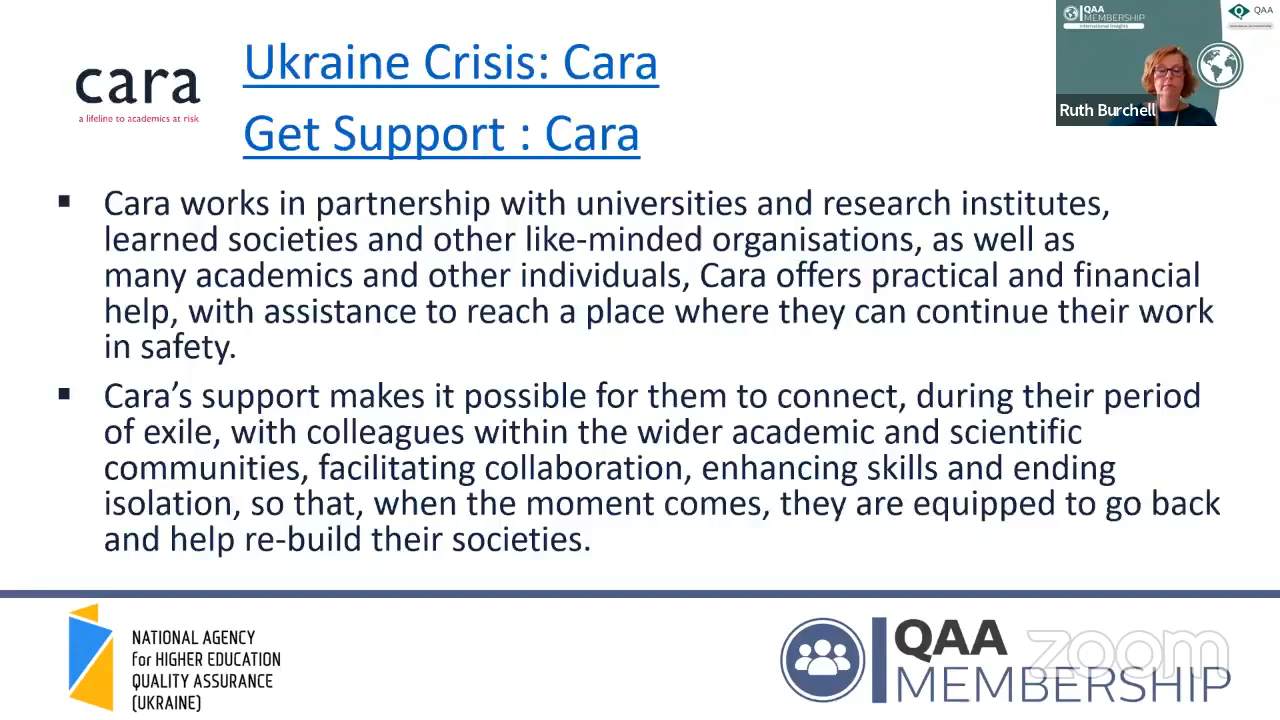 cara
a lifeline to academics at risk
Ukraine Crisis: Cara
Get Support : Cara
QAA
MEMBERSHIP
International Insights
QAA
Ruth Burchell
▪ Cara works in partnership with universities and research institutes,
learned societies and other like-minded organisations, as well as
many academics and other individuals, Cara offers practical and financial
help, with assistance to reach a place where they can continue their work
in safety.
▪ Cara’s support makes it possible for them to connect, during their period
of exile, with colleagues within the wider academic and scientific
communities, facilitating collaboration, enhancing skills and ending
isolation, so that, when the moment comes, they are equipped to go back
and help re-build their societies.
NATIONAL AGENCY
for HIGHER EDUCATION
QUALITY ASSURANCE
(UKRAINE)
QAA
MEMBERSHIP
zoom